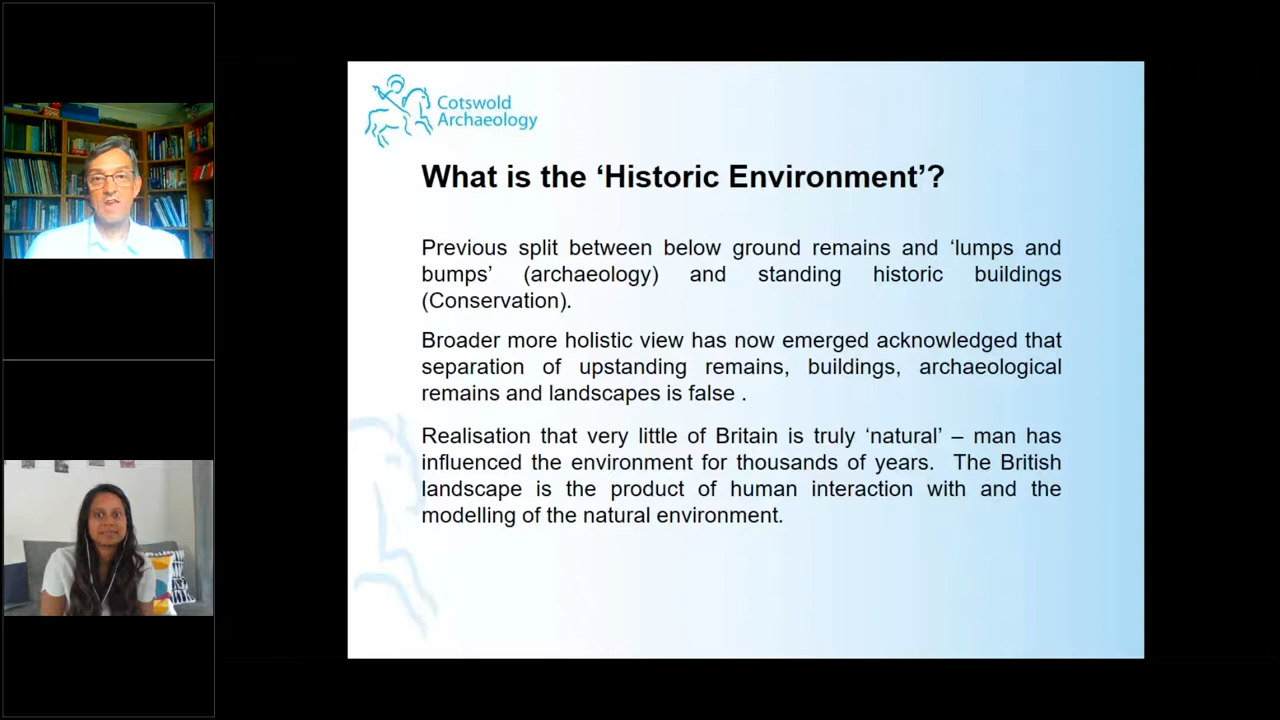 Cotswold
Archaeology
What is the ‘Historic Environment’?
Previous split between below ground remains and ‘lumps and
bumps’ (archaeology) and standing historic buildings
(Conservation).
Broader more holistic view has now emerged acknowledged that
separation of upstanding remains, buildings, archaeological
remains and landscapes is false .
Realisation that very little of Britain is truly ‘natural’ – man has
influenced the environment for thousands of years. The British
landscape is the product of human interaction with and the
modelling of the natural environment.